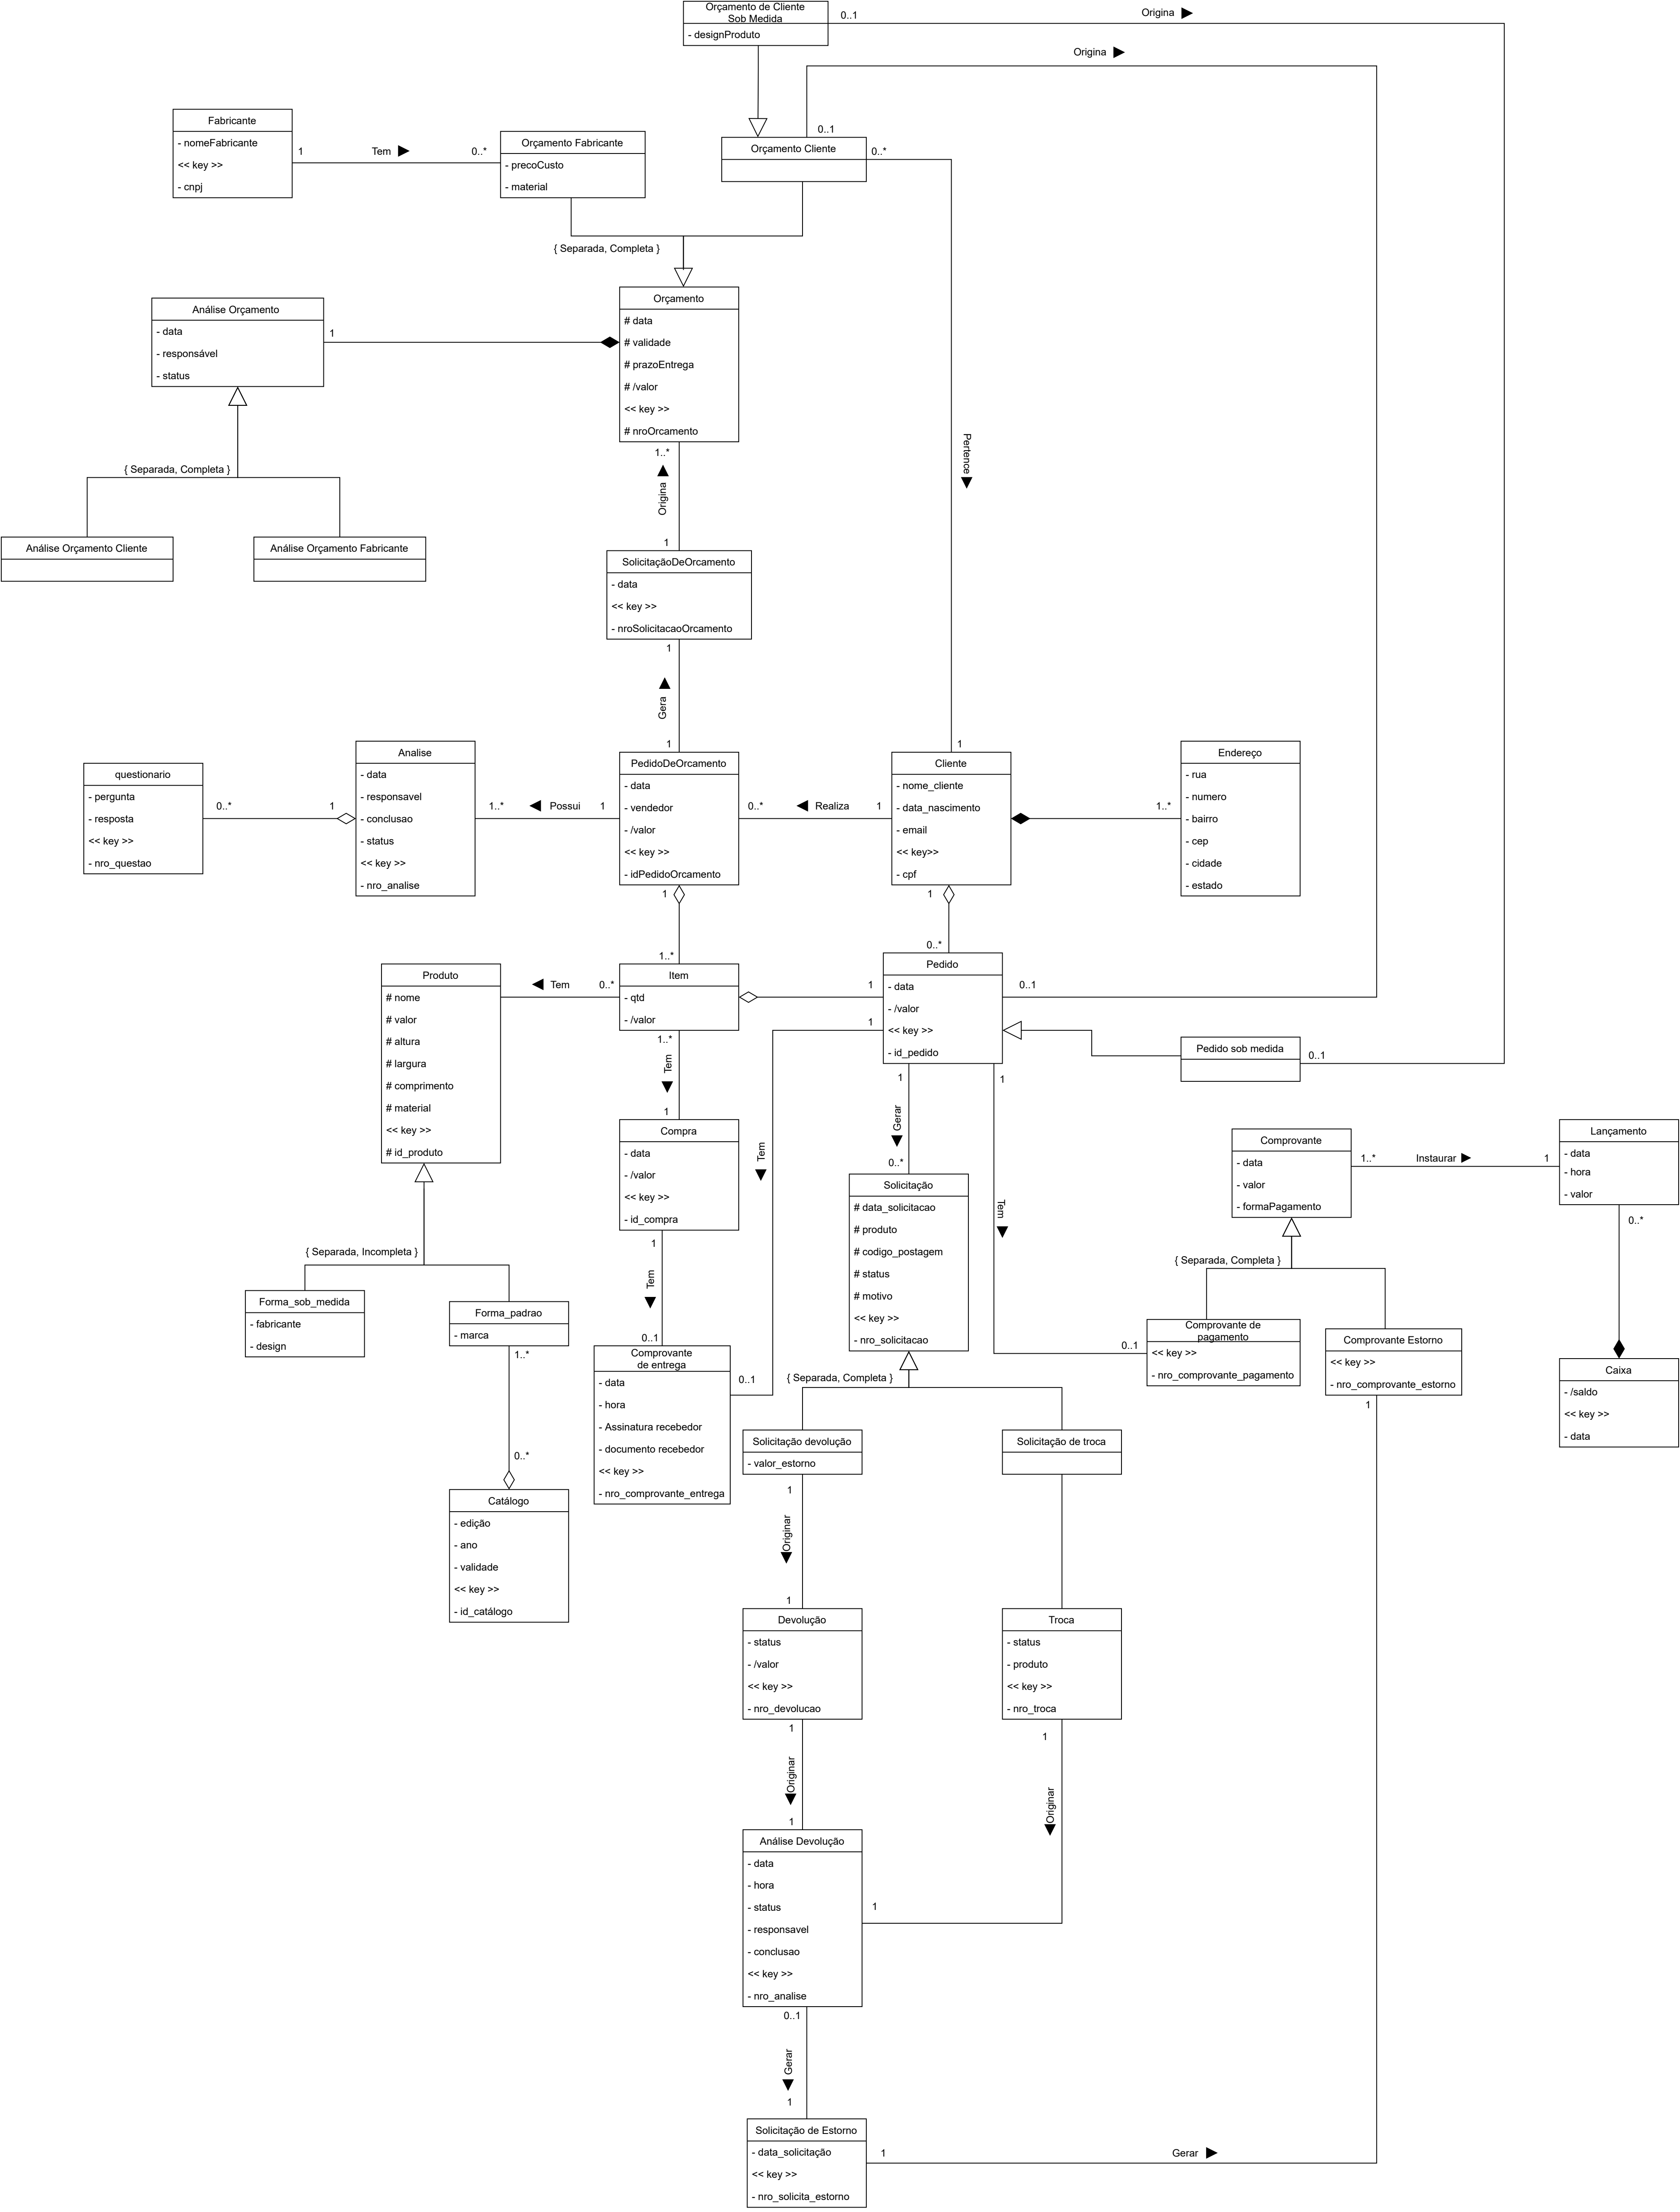 Orçamento de Cliente
Sob Medida
- designProduto
0..1
Origina
Origina
Fabricante
- nomeFabricante
<< key >>
- cnpj
1
Tem
0..*
Orçamento Fabricante
- precoCusto
- material
0..1
Orçamento Cliente
0..*
{ Separada, Completa }
Análise Orçamento
- data
- responsável
- status
1
Orçamento
# data
# validade
# prazoEntrega
# /valor
<< key >>
# nroOrcamento
1..*
Origina
1
Pertence
{ Separada, Completa }
Análise Orçamento Cliente
Análise Orçamento Fabricante
SolicitaçãoDeOrcamento
- data
<< key >>
- nroSolicitacaoOrcamento
1
Gera
1
1
questionario
- pergunta
- resposta
<< key >>
- nro_questao
0..*
1
Analise
- data
- responsavel
- conclusao
- status
<< key >>
- nro_analise
1..*
Possui
1
PedidoDeOrcamento
- data
- vendedor
- /valor
<< key >>
- idPedidoOrcamento
0..*
Realiza
1
Cliente
- nome_cliente
- data_nascimento
- email
<< key>>
- cpf
1..*
Endereço
- rua
- numero
- bairro
- cep
- cidade
- estado
1
1..*
1
0..*
Produto
# nome
# valor
# altura
# largura
# comprimento
# material
<< key >>
# id_produto
Tem
0..*
Item
- qtd
- /valor
1
1
Pedido
- data
- /valor
<< key >>
- id_pedido
0..1
Pedido sob medida
0..1
1..*
Tem
1
Compra
- data
- /valor
<< key >>
- id_compra
Tem
1
Gerar
0..*
1
Tem
0..1
Solicitação
# data_solicitacao
# produto
# codigo_postagem
# status
# motivo
<< key >>
- nro_solicitacao
Comprovante
- data
- valor
- formaPagamento
1..*
Instaurar
1
Lançamento
- data
- hora
- valor
0..*
{ Separada, Incompleta }
Forma_sob_medida
- fabricante
- design
Forma_padrao
- marca
1..*
0..*
Catálogo
- edição
- ano
- validade
<< key >>
- id_catálogo
1
Tem
0..1
Comprovante
de entrega
- data
- hora
- Assinatura recebedor
- documento recebedor
<< key >>
- nro_comprovante_entrega
0..1
{ Separada, Completa }
Comprovante de
pagamento
<< key >>
- nro_comprovante_pagamento
Comprovante Estorno
<< key >>
- nro_comprovante_estorno
1
Caixa
- /saldo
<< key >>
- data
{ Separada, Completa }
Solicitação devolução
- valor_estorno
Solicitação de troca
1
Originar
1
Devolução
- status
- /valor
<< key >>
- nro_devolucao
Troca
- status
- produto
<< key >>
- nro_troca
1
Originar
1
1
Originar
Análise Devolução
- data
- hora
- status
- responsavel
- conclusao
<< key >>
- nro_analise
1
0..1
Gerar
1
Solicitação de Estorno
- data_solicitação
<< key >>
- nro_solicita_estorno
1
Gerar